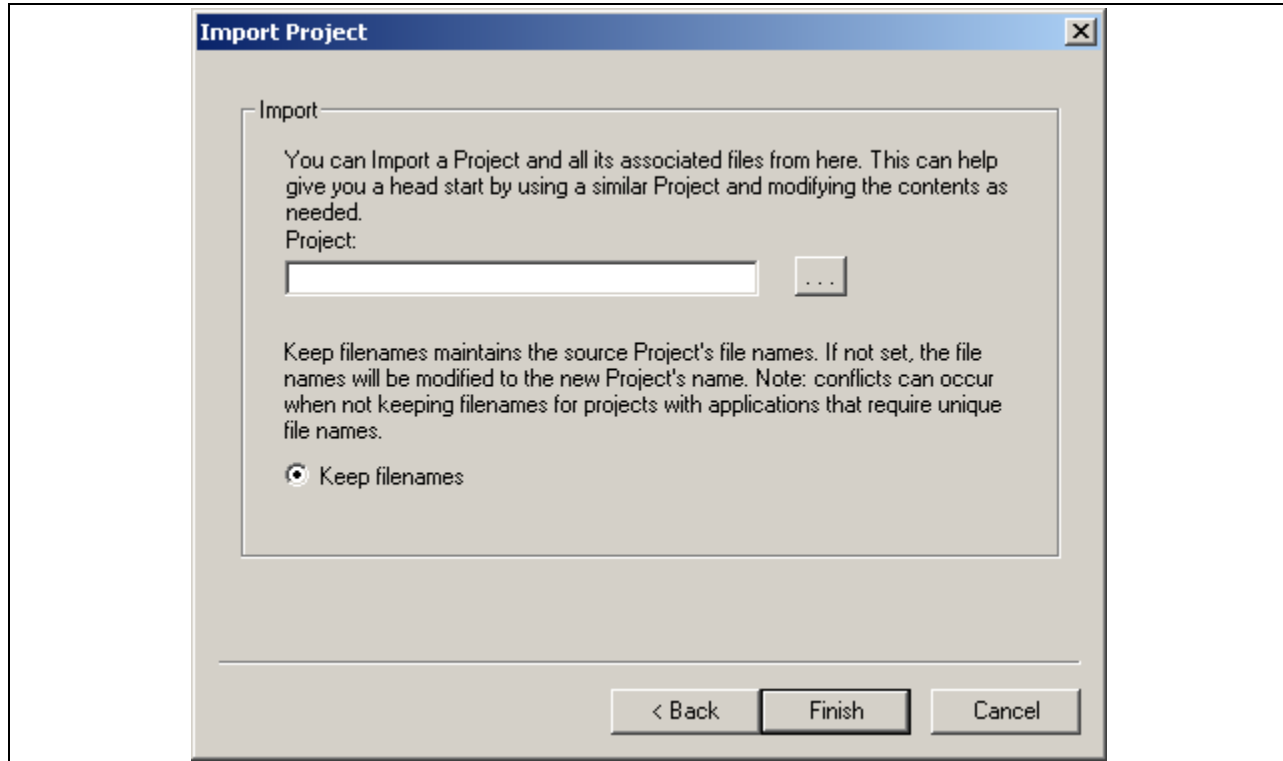 Import Project
Import
You can Import a Project and all its associated files from here. This can help
give you a head start by using a similar Project and modifying the contents as
needed.
Project:
...
Keep filenames maintains the source Project's file names. If not set, the file
names will be modified to the new Project's name. Note: conflicts can occur
when not keeping filenames for projects with applications that require unique
file names.
Keep filenames
< Back Finish Cancel